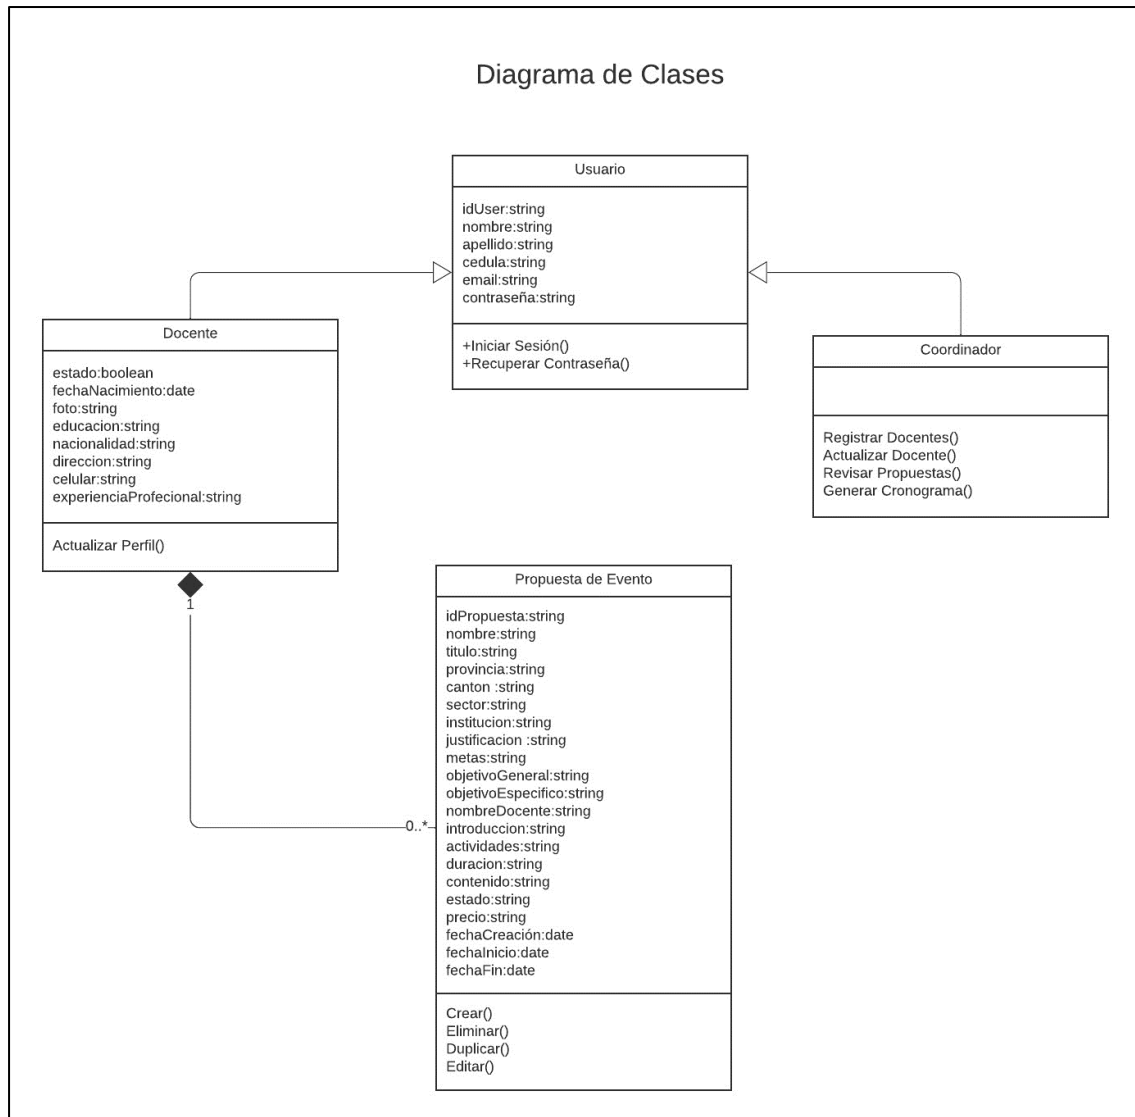 Diagrama de Clases
Usuario
idUser:string
nombre:string
apellido:string
cedula:string
email:string
contraseña:string
+Iniciar Sesión()
+Recuperar Contraseña()
Docente
estado:boolean
fechaNacimiento:date
foto:string
educacion:string
nacionalidad:string
direccion:string
celular:string
experienciaProfecional:string
Actualizar Perfil()
Coordinador
Registrar Docentes()
Actualizar Docente()
Revisar Propuestas()
Generar Cronograma()
1
0..*
Propuesta de Evento
idPropuesta:string
nombre:string
titulo:string
provincia:string
canton :string
sector:string
institucion:string
justificacion :string
metas:string
objetivoGeneral:string
objetivoEspecifico:string
nombreDocente:string
introduccion:string
actividades:string
duracion:string
contenido:string
estado:string
precio:string
fechaCreación:date
fechaInicio:date
fechaFin:date
Crear()
Eliminar()
Duplicar()
Editar()